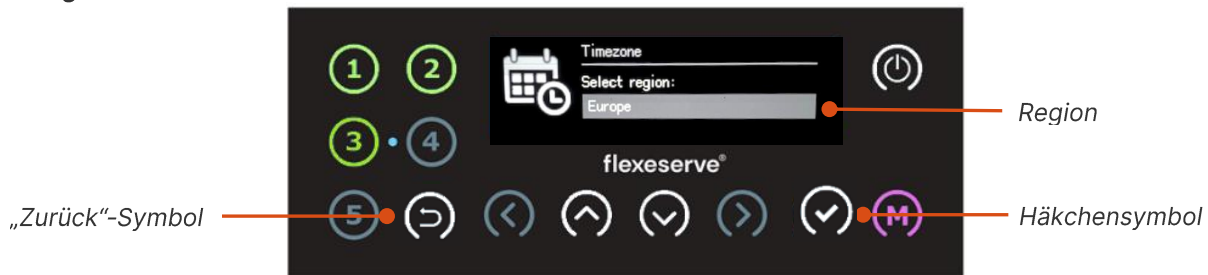 1 2
Timezone
Select region:
Europe
Region
3 4
flexeserve®
„Zurück“-Symbol
5
M
Häkchensymbol